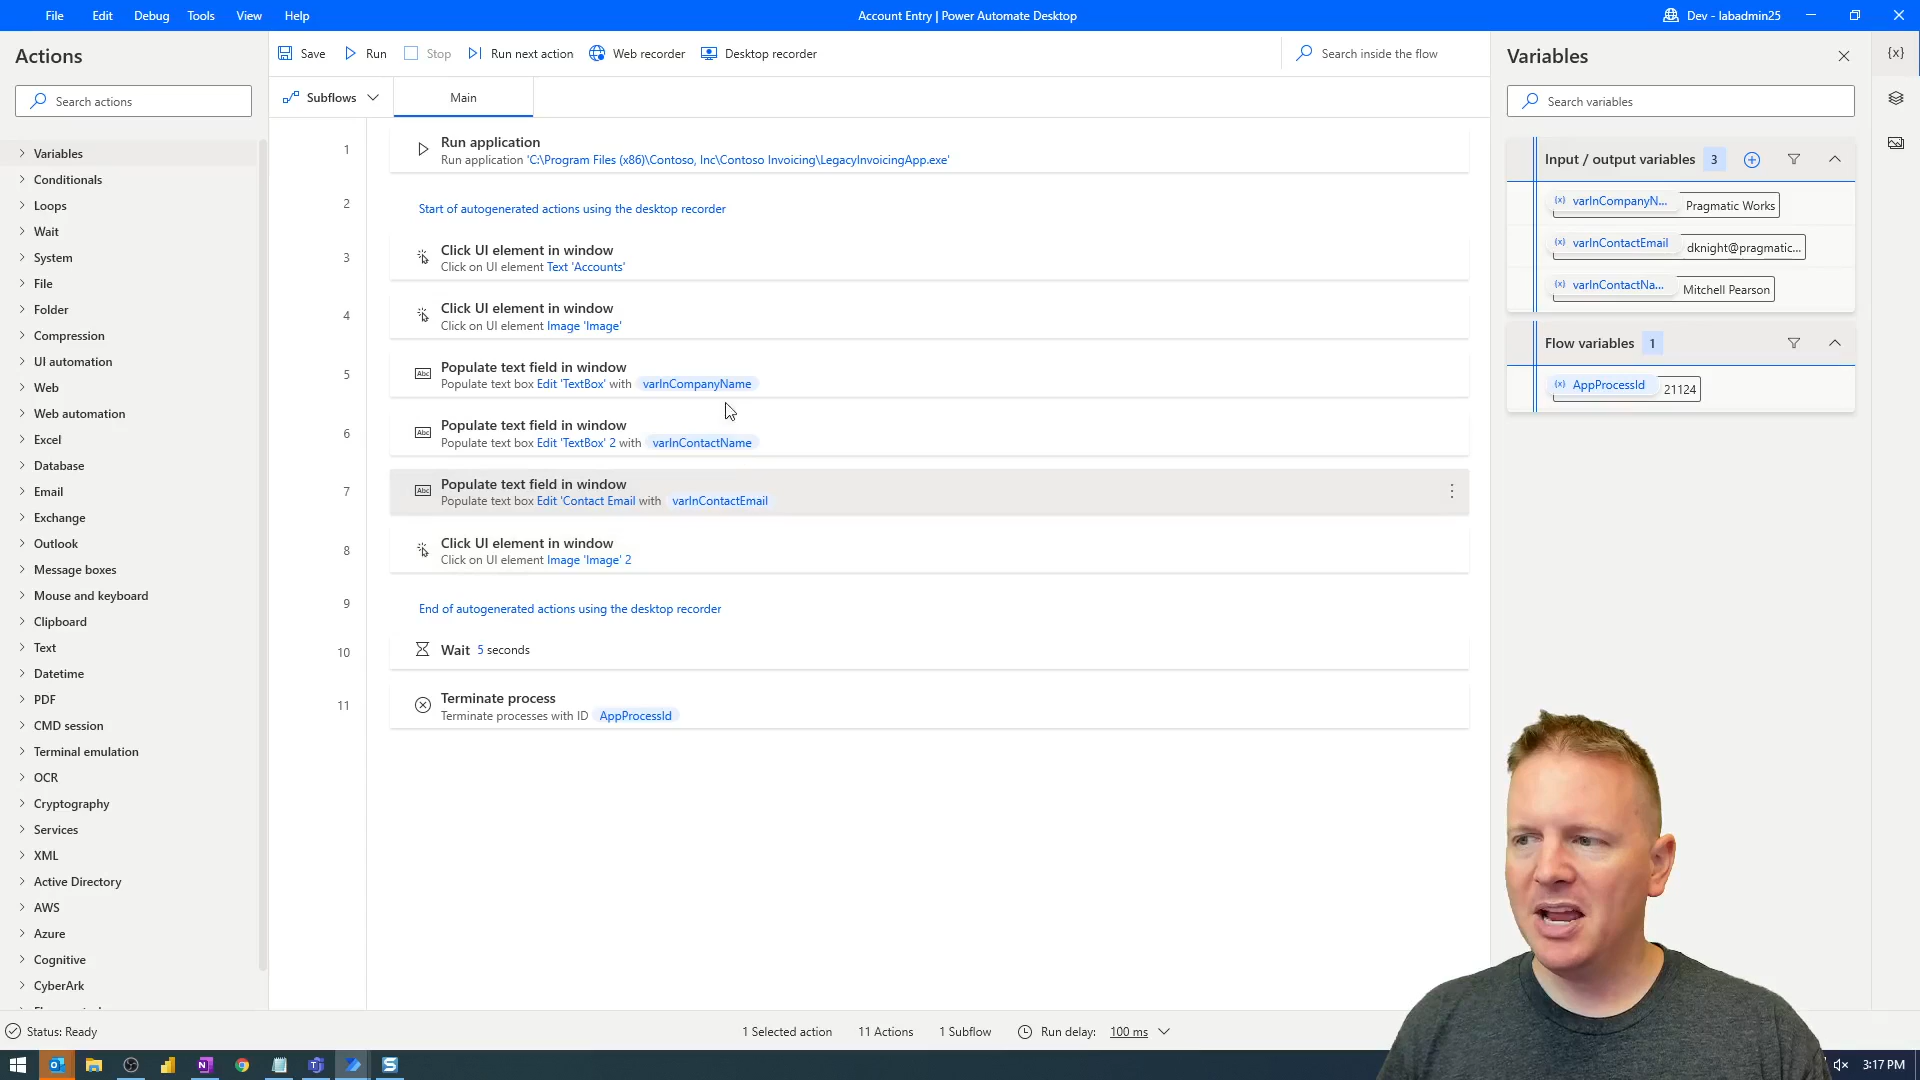 File Edit Debug Tools View Help
Account Entry | Power Automate Desktop
Dev - labadmin25
Actions
Search actions
Variables
Conditionals
Loops
Wait
System
File
Folder
Compression
UI automation
Web
Web automation
Excel
Database
Email
Exchange
Outlook
Message boxes
Mouse and keyboard
Clipboard
Text
Datetime
PDF
CMD session
Terminal emulation
OCR
Cryptography
Services
XML
Active Directory
AWS
Azure
Cognitive
CyberArk
Save Run Stop Run next action Web recorder Desktop recorder
Search inside the flow
Subflows Main
1 Run application
Run application 'C:\Program Files (x86)\Contoso, Inc\Contoso Invoicing\LegacyInvoicingApp.exe'
2 Start of autogenerated actions using the desktop recorder
3 Click UI element in window
Click on UI element Text 'Accounts'
4 Click UI element in window
Click on UI element Image 'Image'
5 Populate text field in window
Abc Populate text box Edit 'TextBox' with varInCompanyName
6 Populate text field in window
Abc Populate text box Edit 'TextBox' 2 with varInContactName
7 Populate text field in window
Abc Populate text box Edit 'Contact Email with varInContactEmail
8 Click UI element in window
Click on UI element Image 'Image' 2
9 End of autogenerated actions using the desktop recorder
10 Wait 5 seconds
11 Terminate process
Terminate processes with ID AppProcessId
Variables
{x}
Search variables
Input / output variables 3
(x) varInCompanyN... Pragmatic Works
(x) varInContactEmail dknight@pragmatic...
(x) varInContactNa... Mitchell Pearson
Flow variables 1
(x) AppProcessId 21124
Status: Ready
1 Selected action 11 Actions 1 Subflow Run delay: 100 ms
3:17 PM